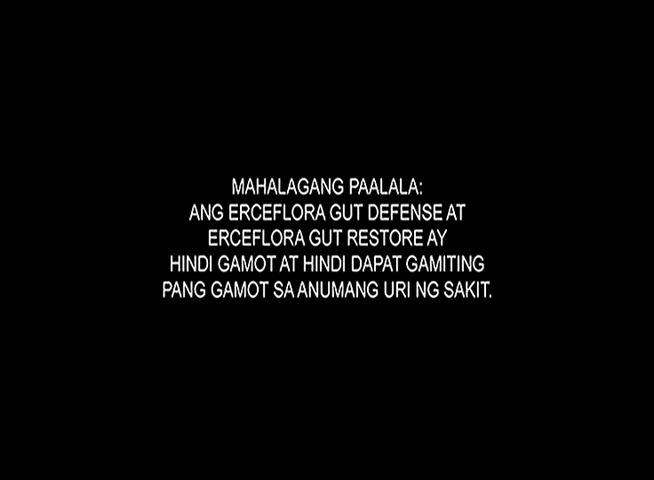 MAHALAGANG PAALALA:
ANG ERCEFLORA GUT DEFENSE AT
ERCEFLORA GUT RESTORE AY
HINDI GAMOT AT HINDI DAPAT GAMITING
PANG GAMOT SA ANUMANG URI NG SAKIT.